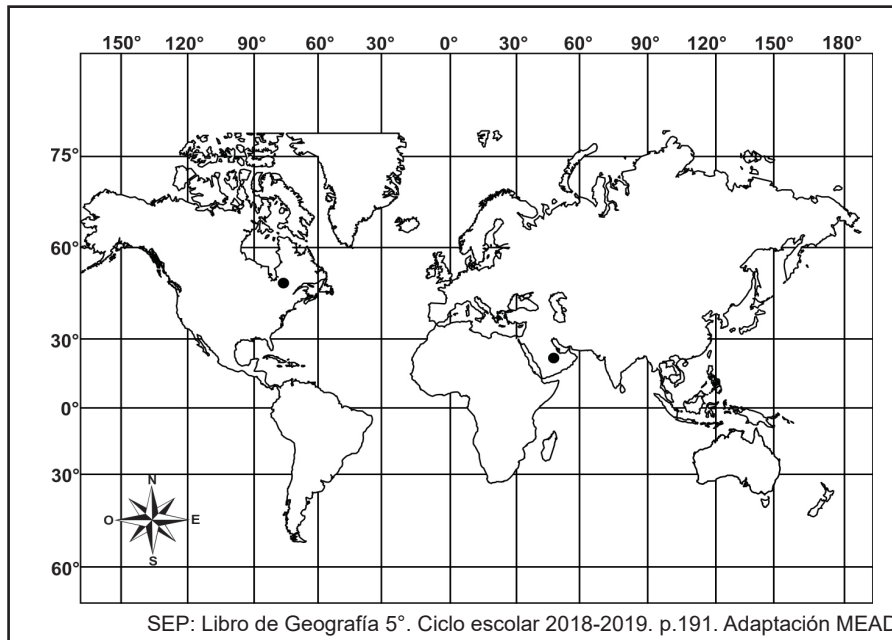 150° 120° 90° 60° 30° 0° 30° 60° 90° 120° 150° 180°
75°
60°
30°
0°
30°
60°
N
O E
S
SEP: Libro de Geografía 5°. Ciclo escolar 2018-2019. p.191. Adaptación MEAD